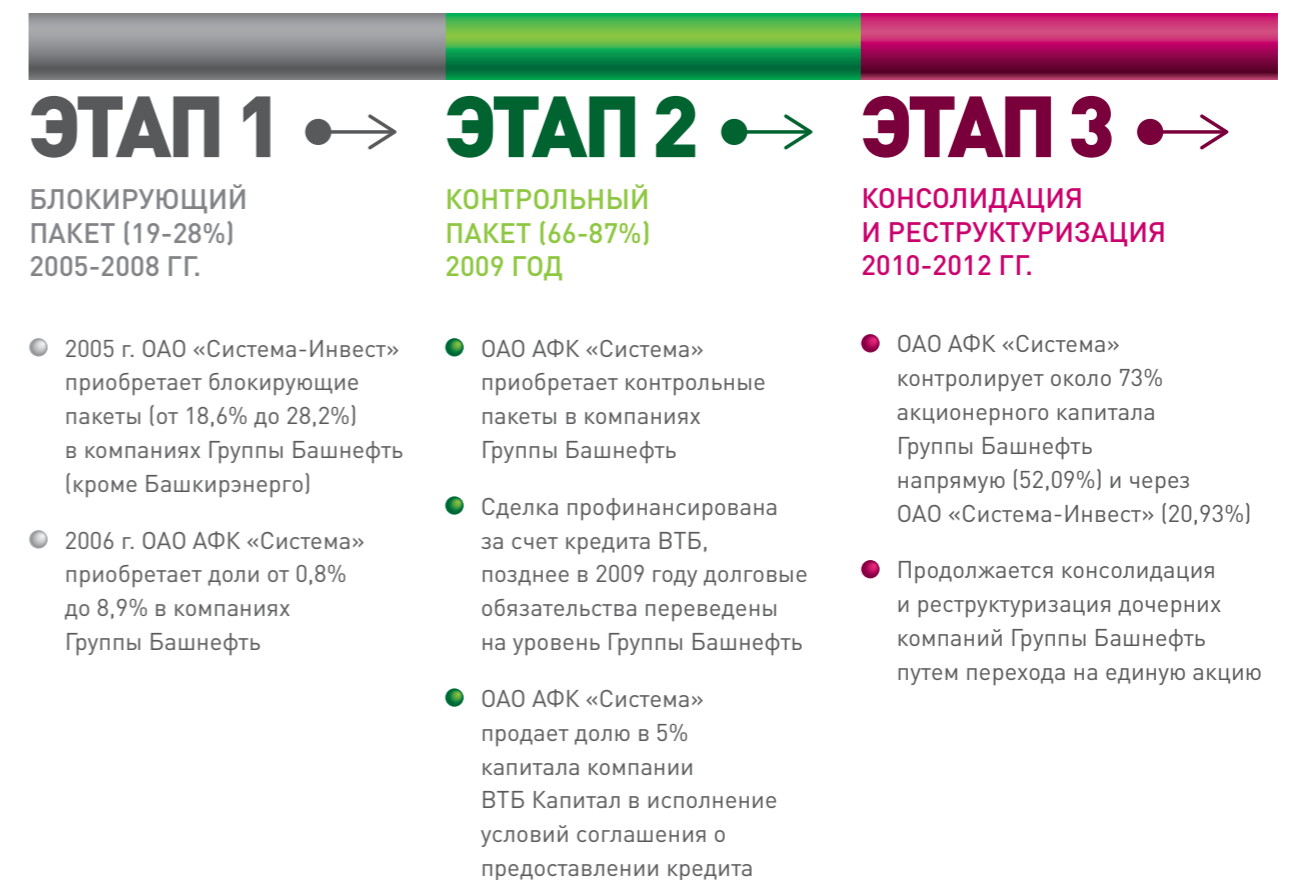 ЭТАП 1
БЛОКИРУЮЩИЙ
ПАКЕТ (19-28%)
2005-2008 ГГ.
2005 г. ОАО «Система-Инвест»
приобретает блокирующие
пакеты (от 18,6% до 28,2%)
в компаниях Группы Башнефть
(кроме Башкирэнерго)
2006 г. ОАО АФК «Система»
приобретает доли от 0,8%
до 8,9% в компаниях
Группы Башнефть
ЭТАП 2
КОНТРОЛЬНЫЙ
ПАКЕТ (66-87%)
2009 ГОД
ОАО АФК «Система»
приобретает контрольные
пакеты в компаниях
Группы Башнефть
Сделка профинансирована
за счет кредита ВТБ,
позднее в 2009 году долговые
обязательства переведены
на уровень Группы Башнефть
ОАО АФК «Система»
продает долю в 5%
капитала компании
ВТБ Капитал в исполнение
условий соглашения о
предоставлении кредита
ЭТАП 3
КОНСОЛИДАЦИЯ
И РЕСТРУКТУРИЗАЦИЯ
2010-2012 ГГ.
ОАО АФК «Система»
контролирует около 73%
акционерного капитала
Группы Башнефть
напрямую (52,09%) и через
ОАО «Система-Инвест» (20,93%)
Продолжается консолидация
и реструктуризация дочерних
компаний Группы Башнефть
путем перехода на единую акцию